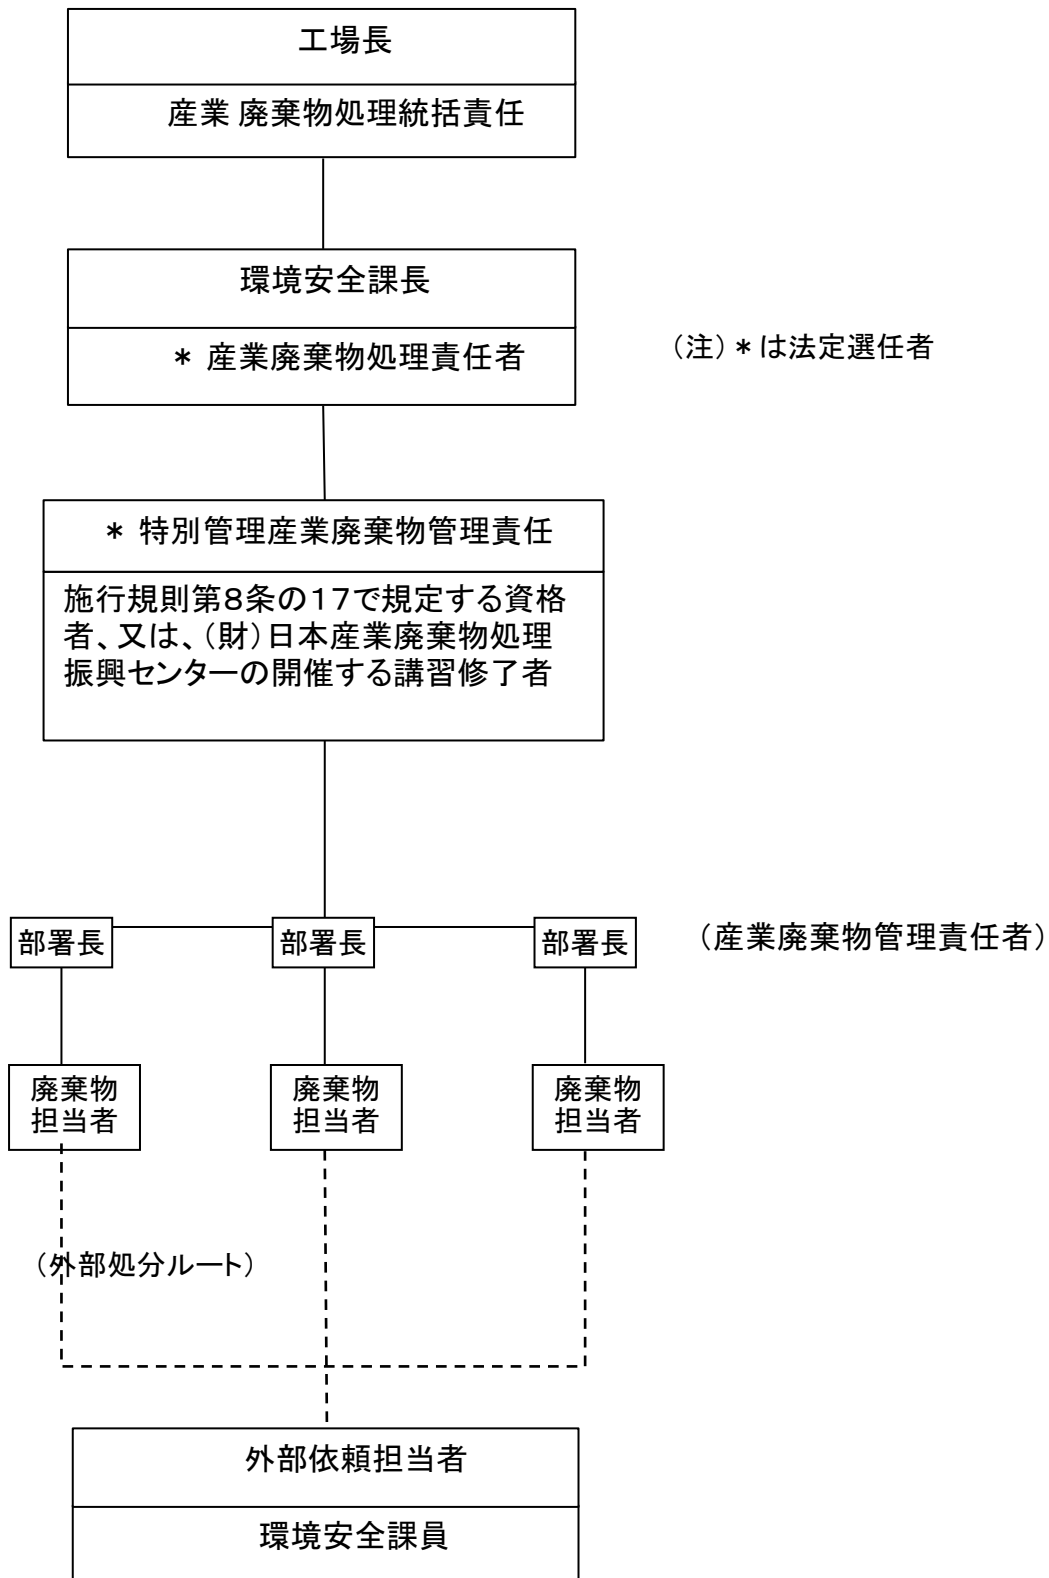 工場長
産業 廃棄物処理統括責任
環境安全課長
* 産業廃棄物処理責任者
(注)*は法定選任者
* 特別管理産業廃棄物管理責任
施行規則第8条の17で規定する資格
者、又は、(財)日本産業廃棄物処理
振興センターの開催する講習修了者
部署長 部署長 部署長 (産業廃棄物管理責任者)
廃棄物 廃棄物 廃棄物
担当者 担当者 担当者
(外部処分ルート)
外部依頼担当者
環境安全課員